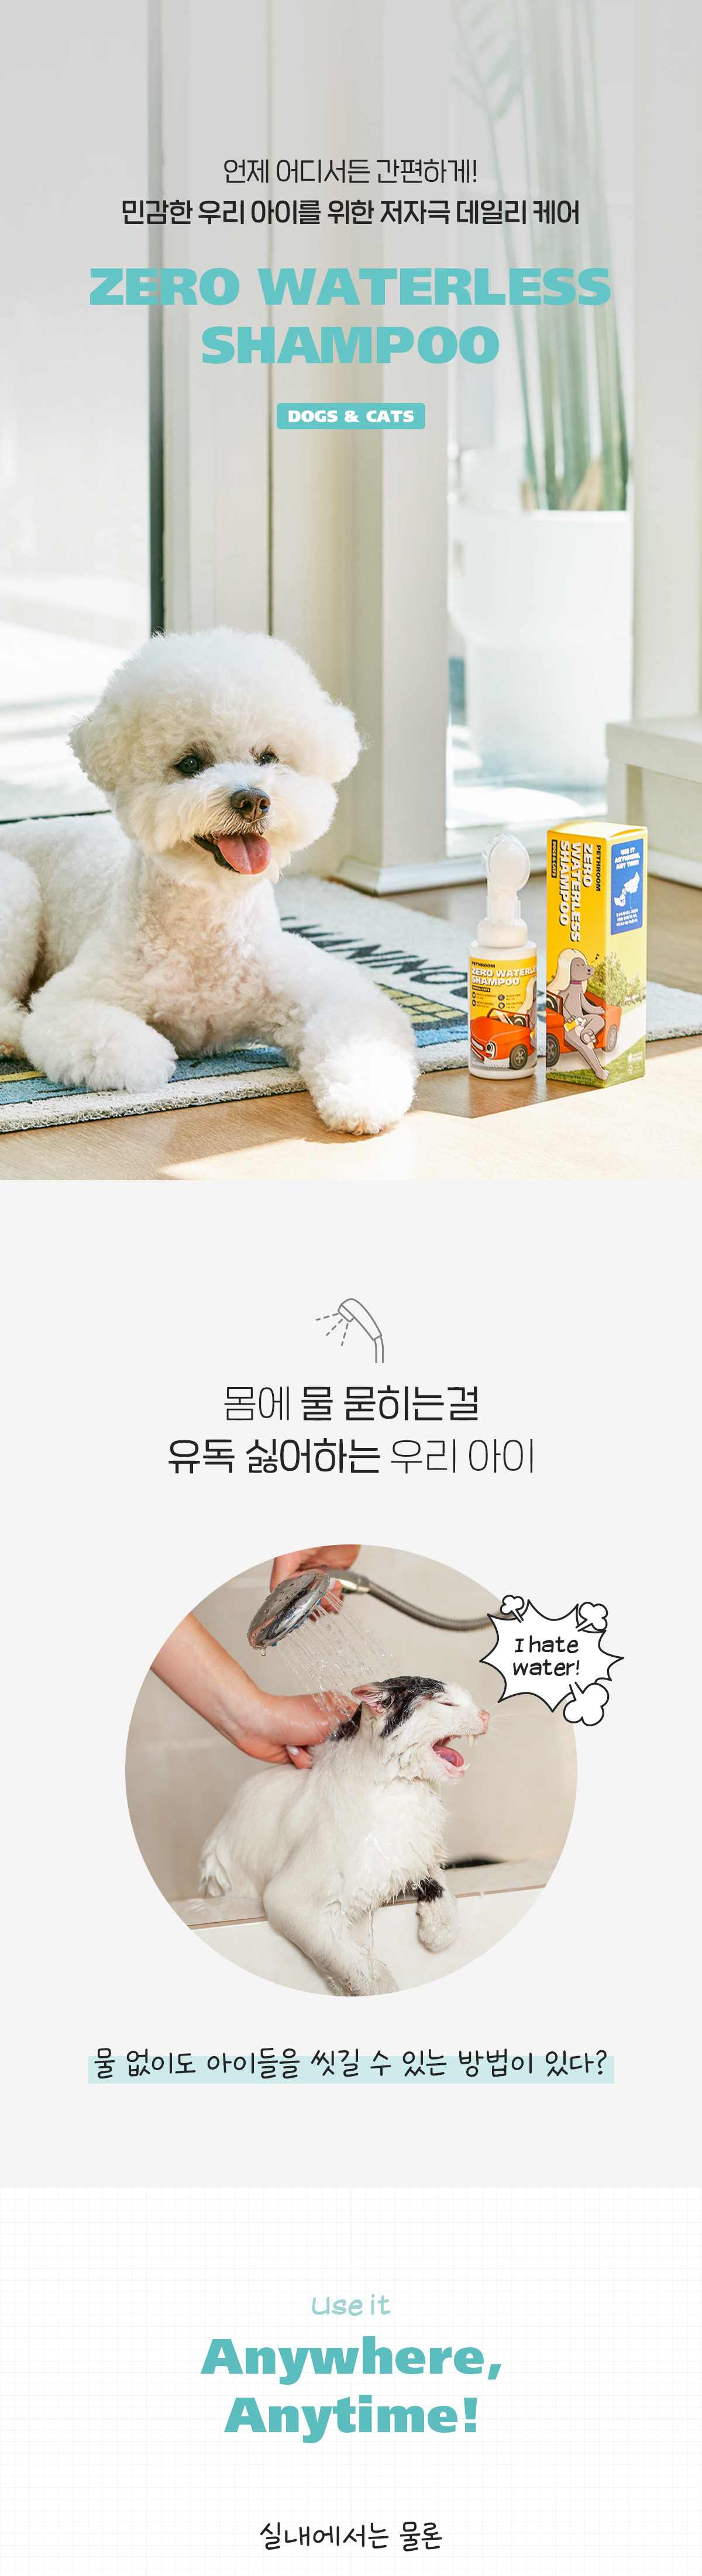 언제 어디서든 간편하게!
민감한 우리 아이를 위한 저자극 데일리 케어
ZERO WATERLESS
SHAMPOO
DOGS & CATS
PETHROOM
ZERO
WATERLESS
SHAMPOO
DOGS & CATS
USE IT
ANYWHERE,
ANY TIME!
PETHROOM
ZERO WATERLE
SHAMPOO
몸에 물 묻히는걸
유독 싫어하는 우리 아이
I hate
water!
물 없이도 아이들을 씻길 수 있는 방법이 있다?
Use it
Anywhere,
Anytime!
실내에서는 물론